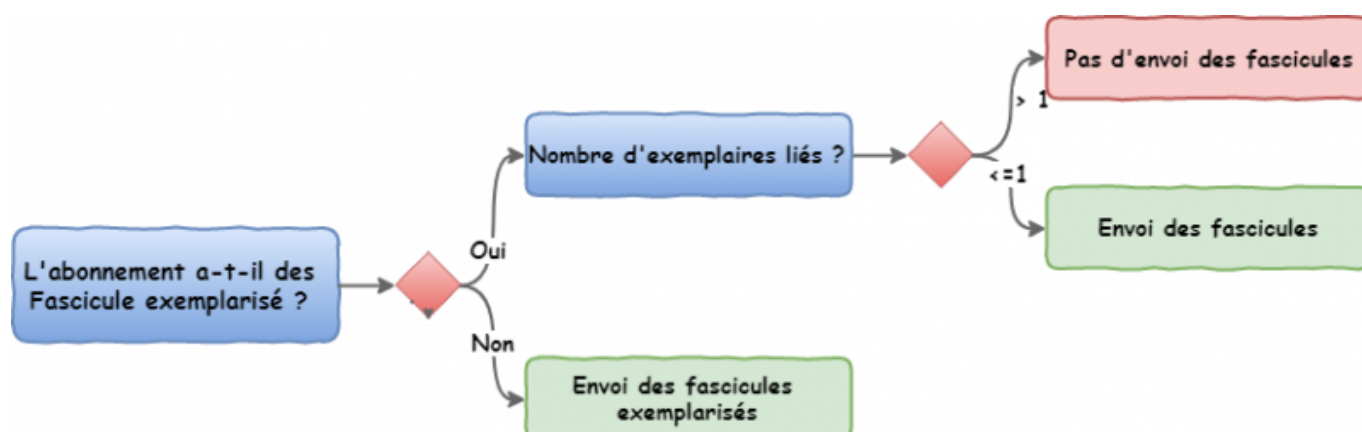 Pas d'envoi des fascicules
> 1
Nombre d'exemplaires liés ?
<=1
Envoi des fascicules
Oui
L'abonnement a-t-il des
Fascicule exemplarisé ?
Non
Envoi des fascicules
exemplarisés